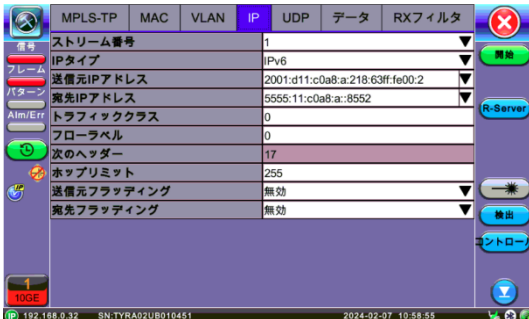 MPLS-TP MAC VLAN IP UDP データ RXフィルタ
信号
フレーム
パターン
Alm/Err
ストリーム番号 1
IPタイプ IPv6
送信元IPアドレス 2001:d11:c0a8:a:218:63ff:fe00:2
宛先IPアドレス 5555:11:c0a8:a::8552
トラフィッククラス 0
フローラベル 0
次のヘッダー 17
ホップリミット 255
送信元フラッディング 無効
宛先フラッディング 無効
開始
R-Server
検出
コントロール
IP
1
10GE
IP 192.168.0.32 SN:TYRA02UB010451 2024-02-07 10:58:55